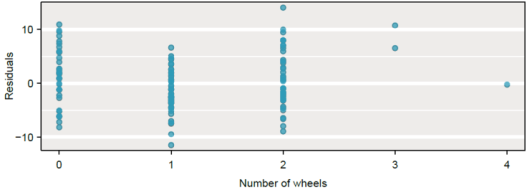 Residuals
10
0
−10
0 1 2 3 4
Number of wheels